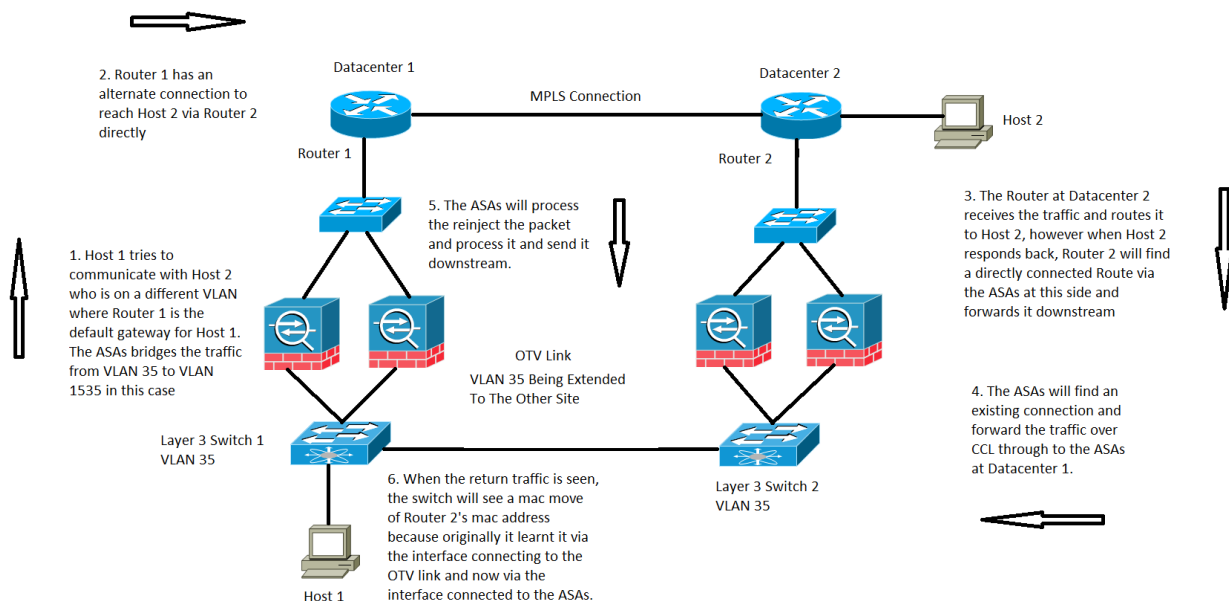 Datacenter 1
Datacenter 2
2. Router 1 has an
alternate connection to
reach Host 2 via Router 2
directly
MPLS Connection
Host 2
Router 1
Router 2
5. The ASAs will process
the reinject the packet
and process it and send it
downstream.
3. The Router at Datacenter 2
receives the traffic and routes it
to Host 2, however when Host 2
responds back, Router 2 will find
a directly connected Route via
the ASAs at this side and
forwards it downstream
1. Host 1 tries to
communicate with Host 2
who is on a different VLAN
where Router 1 is the
default gateway for Host 1.
The ASAs bridges the traffic
from VLAN 35 to VLAN
1535 in this case
OTV Link
VLAN 35 Being Extended
To The Other Site
4. The ASAs will find an
existing connection and
forward the traffic over
CCL through to the ASAs
at Datacenter 1.
Layer 3 Switch 1
VLAN 35
Layer 3 Switch 2
VLAN 35
6. When the return traffic is seen,
the switch will see a mac move
of Router 2's mac address
because originally it learnt it via
the interface connecting to the
OTV link and now via the
interface connected to the ASAs.
Host 1